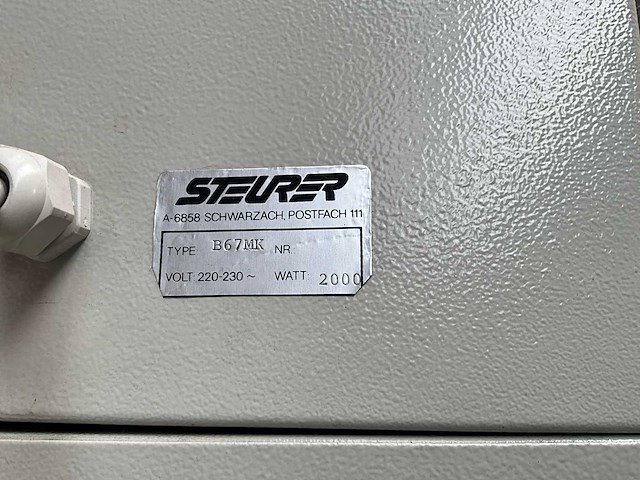 STEURER
A-6858 SCHWARZACH, POSTFACH 111
TYPE B67MK NR.:
VOLT 220-230 ~ WATT 2000